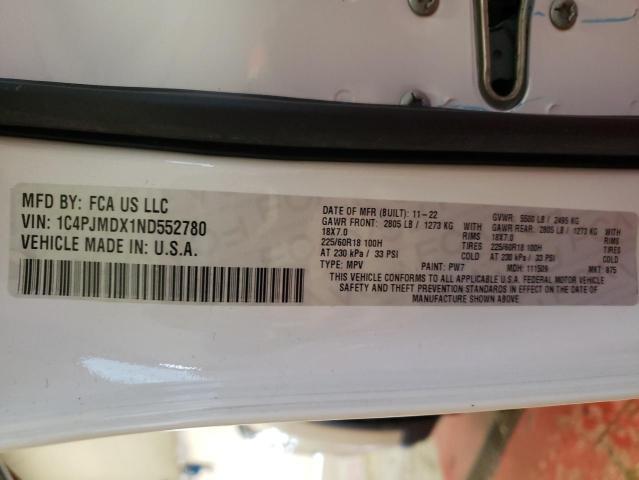 MFD BY: FCA US LLC
VIN: 1C4PJMDX1ND552780
VEHICLE MADE IN: U.S.A.
DATE OF MFR (BUILT): 11-22 GVWR: 5500 LB / 2495 KG
GAWR FRONT: 2805 LB / 1273 KG WITH GAWR REAR: 2805 LB / 1273 KG WITH
18X7.0 RIMS 18X7.0 RIMS
225/60R18 100H TIRES 225/60R18 100H TIRES
AT 230 kPa / 33 PSI COLD AT 230 kPa / 33 PSI COLD
TYPE: MPV PAINT: PW7 MDH: 111509 MKT: 875
THIS VEHICLE CONFORMS TO ALL APPLICABLE U.S.A. FEDERAL MOTOR VEHICLE
SAFETY AND THEFT PREVENTION STANDARDS IN EFFECT ON THE DATE OF
MANUFACTURE SHOWN ABOVE.